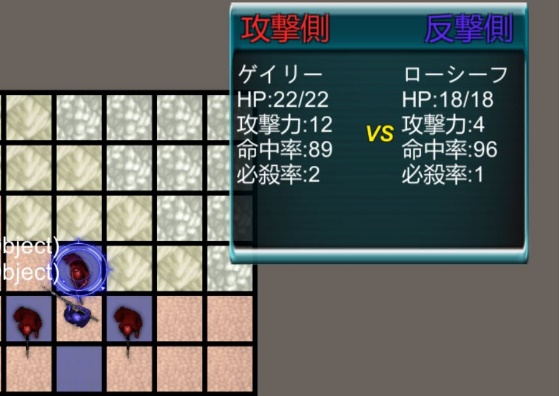 攻撃側
反撃側
ゲイリー
ローシーフ
HP:22/22
HP:18/18
攻撃力:12
vs
攻撃力:4
命中率:89
命中率:96
必殺率:2
必殺率:1
bject)
bject)